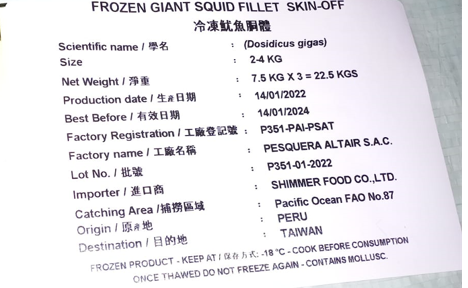 FROZEN GIANT SQUID FILLET SKIN-OFF
冷凍魷魚胴體
Scientific name / 學名 : (Dosidicus gigas)
Size : 2-4 KG
Net Weight / 淨重 : 7.5 KG X 3 = 22.5 KGS
Production date / 生產日期 : 14/01/2022
Best Before / 有效日期 : 14/01/2024
Factory Registration / 工廠登記號 : P351-PAI-PSAT
Factory name / 工廠名稱 : PESQUERA ALTAIR S.A.C.
Lot No. / 批號 : P351-01-2022
Importer / 進口商 : SHIMMER FOOD CO.,LTD.
Catching Area /捕撈區域 : Pacific Ocean FAO No.87
Origin / 原產地 : PERU
Destination / 目的地 : TAIWAN
FROZEN PRODUCT - KEEP AT / 保存方式: -18 °C - COOK BEFORE CONSUMPTION
ONCE THAWED DO NOT FREEZE AGAIN - CONTAINS MOLLUSC.